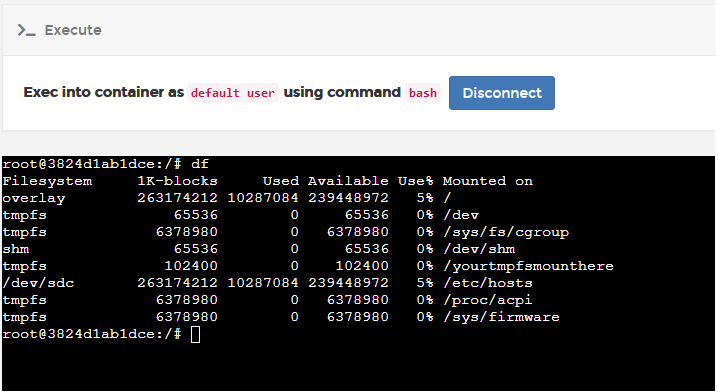 >_ Execute
Exec into container as default user using command bash Disconnect
root@3824d1ab1dce:/# df
Filesystem     1K-blocks     Used Available Use% Mounted on
overlay        263174212 10287084 239448972   5% /
tmpfs              65536        0     65536   0% /dev
tmpfs            6378980        0   6378980   0% /sys/fs/cgroup
shm                65536        0     65536   0% /dev/shm
tmpfs             102400        0    102400   0% /yourtmpfsmounthere
/dev/sdc       263174212 10287084 239448972   5% /etc/hosts
tmpfs            6378980        0   6378980   0% /proc/acpi
tmpfs            6378980        0   6378980   0% /sys/firmware
root@3824d1ab1dce:/#